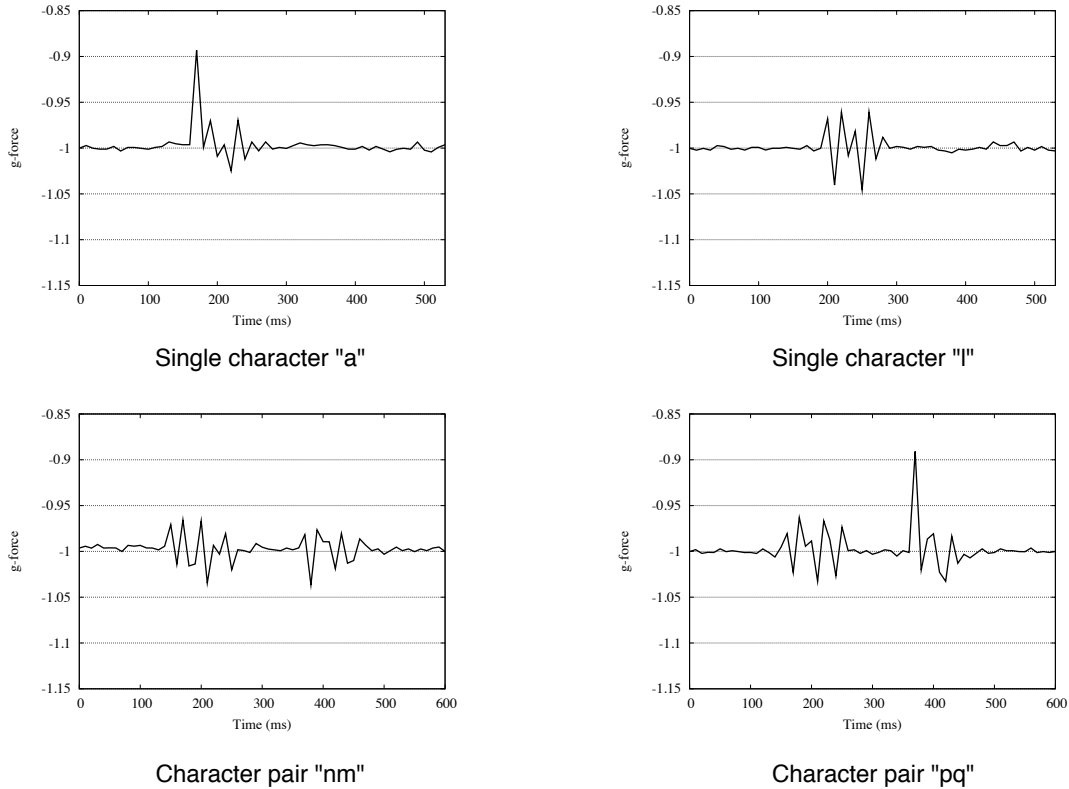 -0.85
-0.9
-0.95
-1
-1.05
-1.1
-1.15
g-force
0 100 200 300 400 500
Time (ms)
Single character "a"
-0.85
-0.9
-0.95
-1
-1.05
-1.1
-1.15
g-force
0 100 200 300 400 500
Time (ms)
Single character "l"
-0.85
-0.9
-0.95
-1
-1.05
-1.1
-1.15
g-force
0 100 200 300 400 500 600
Time (ms)
Character pair "nm"
-0.85
-0.9
-0.95
-1
-1.05
-1.1
-1.15
g-force
0 100 200 300 400 500 600
Time (ms)
Character pair "pq"